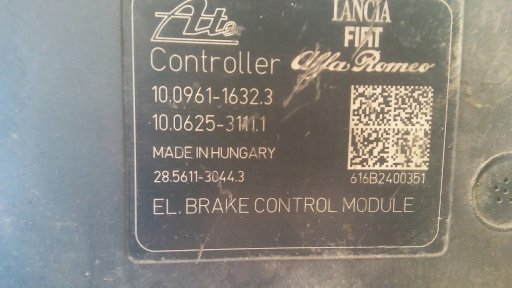 Ate
LANCIA
FIAT
Controller Alfa Romeo
10.0961-1632.3
10.0625-3111.1
MADE IN HUNGARY
28.5611-3044.3
616B2400351
EL. BRAKE CONTROL MODULE